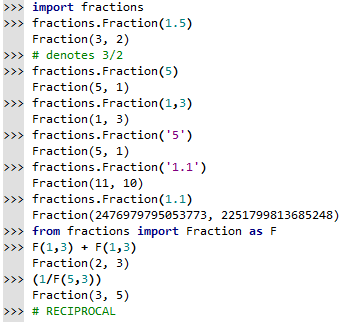 >>> import fractions
>>> fractions.Fraction(1.5)
Fraction(3, 2)
>>> # denotes 3/2
>>> fractions.Fraction(5)
Fraction(5, 1)
>>> fractions.Fraction(1,3)
Fraction(1, 3)
>>> fractions.Fraction('5')
Fraction(5, 1)
>>> fractions.Fraction('1.1')
Fraction(11, 10)
>>> fractions.Fraction(1.1)
Fraction(2476979795053773, 2251799813685248)
>>> from fractions import Fraction as F
>>> F(1,3) + F(1,3)
Fraction(2, 3)
>>> (1/F(5,3))
Fraction(3, 5)
>>> # RECIPROCAL